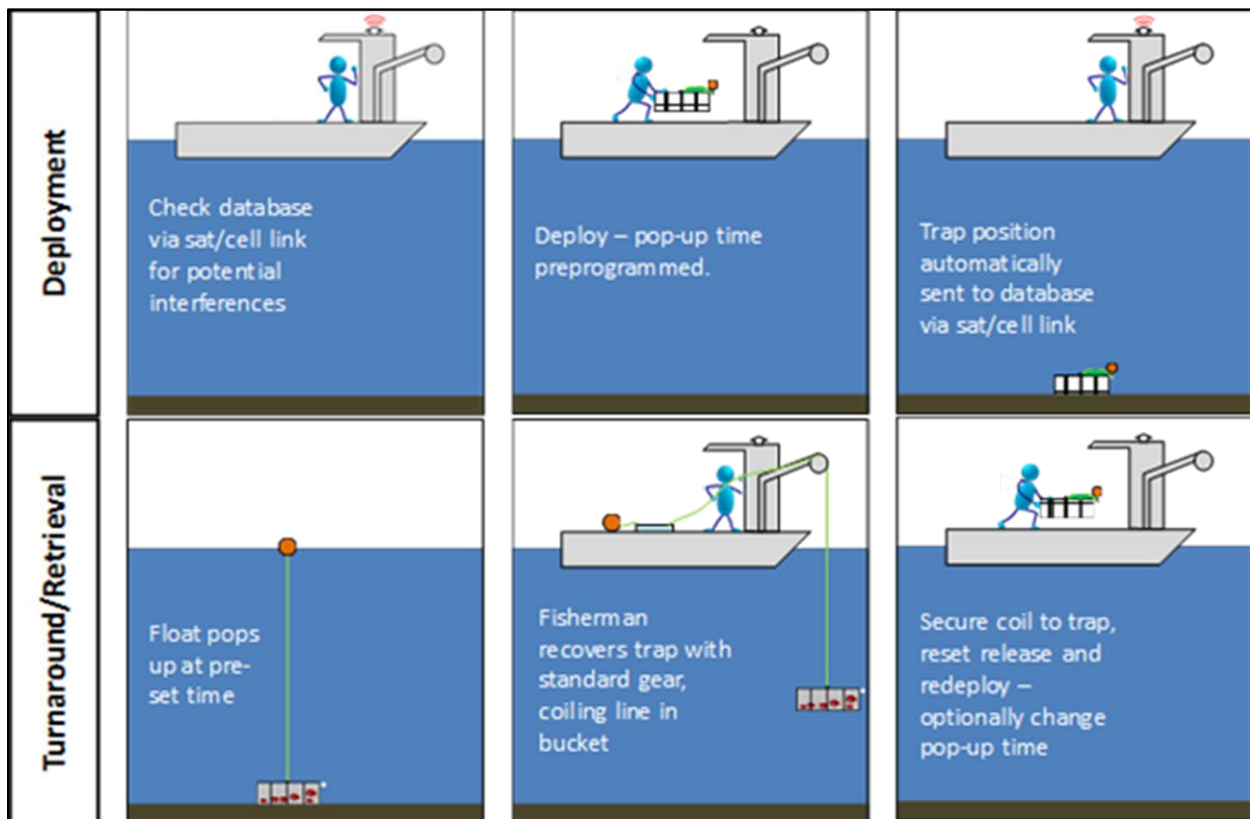 Deployment
Check database
via sat/cell link
for potential
interferences
Deploy – pop-up time
preprogrammed.
Trap position
automatically
sent to database
via sat/cell link
Turnaround/Retrieval
Float pops
up at pre-
set time
Fisherman
recovers trap with
standard gear,
coiling line in
bucket
Secure coil to trap,
reset release and
redeploy –
optionally change
pop-up time